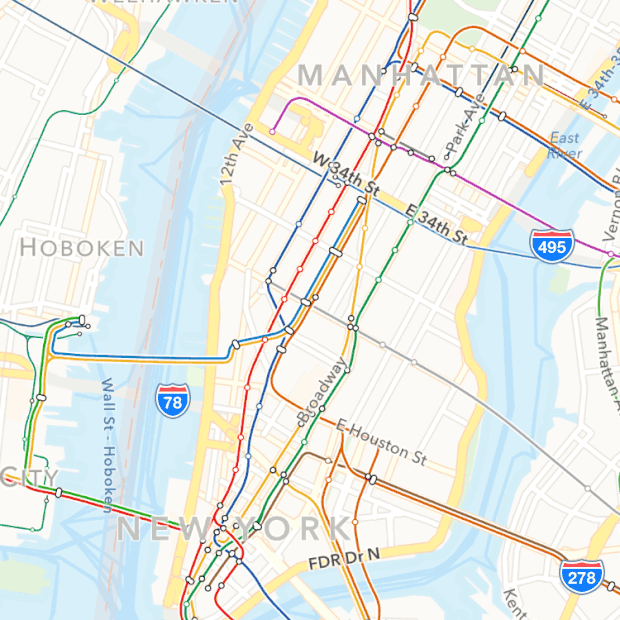 MANHATTAN
E 34th-35
Park Ave
East
River
12th Ave
W 34th St
E 34th St
Vernon B
HOBOKEN
495
Manhattan A
Broadway
Wall St - Hoboken
78
E Houston St
CITY
NEW YORK
FDR Dr N
278
Kent